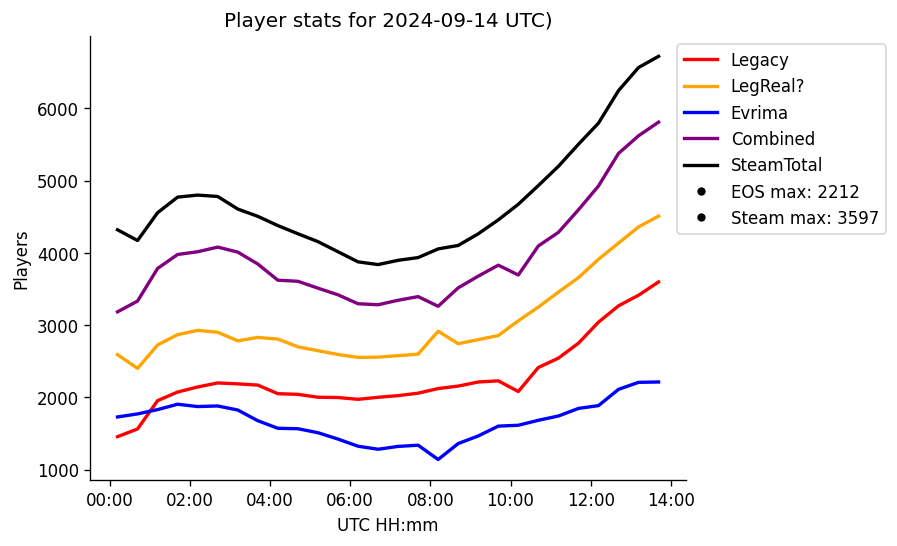 Player stats for 2024-09-14 UTC)
Legacy
LegReal?
Evrima
Combined
SteamTotal
EOS max: 2212
Steam max: 3597
Players
6000
5000
4000
3000
2000
1000
00:00 02:00 04:00 06:00 08:00 10:00 12:00 14:00
UTC HH:mm